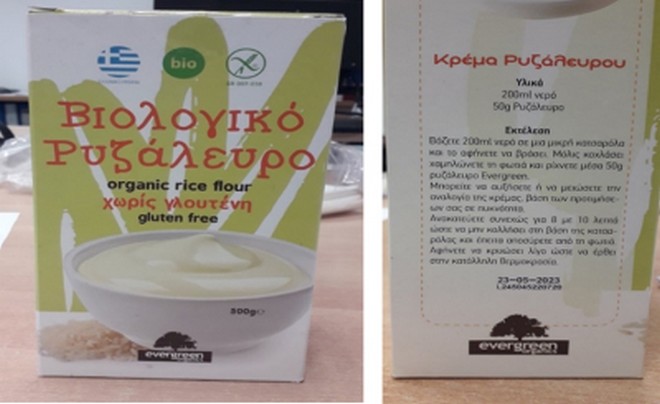 bio
Βιολογικό
Ρυζάλευρο
organic rice flour
χωρίς γλουτένη
gluten free
500g℮
evergreen
organics
Κρέμα Ρυζάλευρου
Υλικά
200ml νερό
50g Ρυζάλευρο
Εκτέλεση
Βάζετε 200ml νερό σε μια μικρή κατσαρόλα
και το αφήνετε να βράσει. Μόλις κοχλάσει
χαμηλώνετε τη φωτιά και ρίχνετε μέσα 50g
ρυζάλευρο Evergreen.
Μπορείτε να αυξήσετε ή να μειώσετε την
αναλογία της κρέμας, βάση των προτιμήσε-
ων σας σε πυκνότητα.
Ανακατεύετε συνεχώς για 8 με 10 λεπτά
ώστε να μην κολλήσει στη βάση της κατσα-
ρόλας και έπειτα αποσύρετε από τη φωτιά.
Αφήνετε να κρυώσει λίγο ώστε να έρθει
στην κατάλληλη θερμοκρασία.
23-05-2023
L245045220720
evergreen
organics